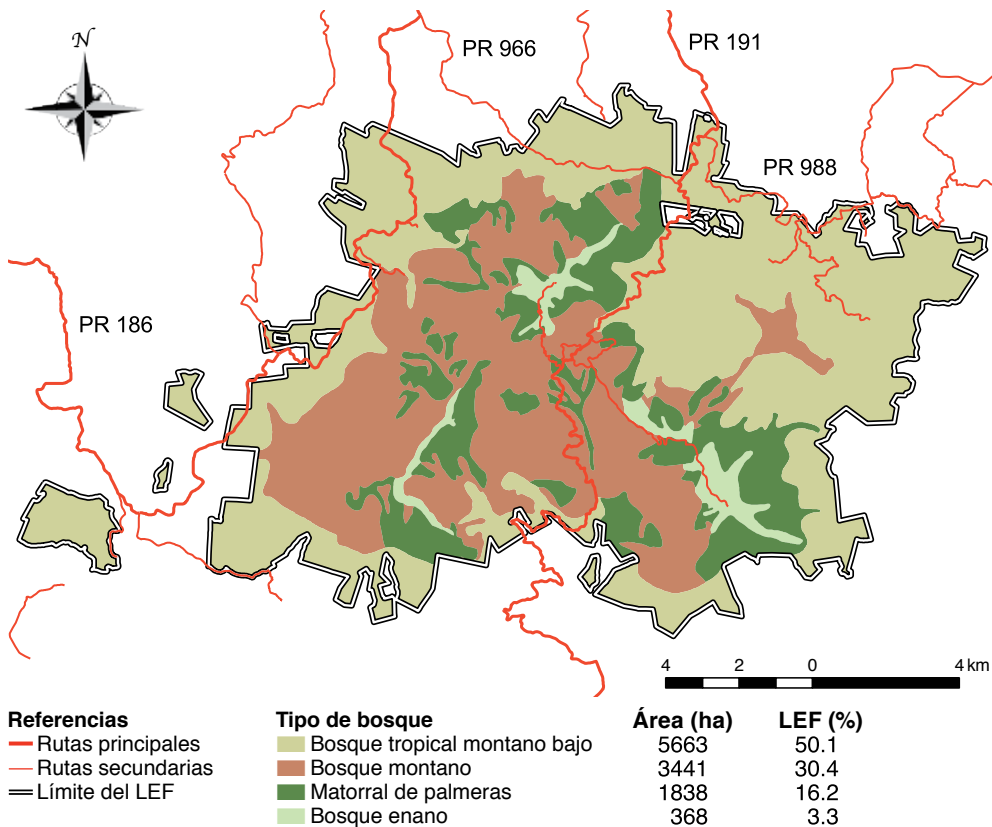 N
PR 966
PR 191
PR 988
PR 186
4 2 0 4 km
Referencias
Rutas principales
Rutas secundarias
Límite del LEF
Tipo de bosque Área (ha) LEF (%)
Bosque tropical montano bajo 5663 50.1
Bosque montano 3441 30.4
Matorral de palmeras 1838 16.2
Bosque enano 368 3.3